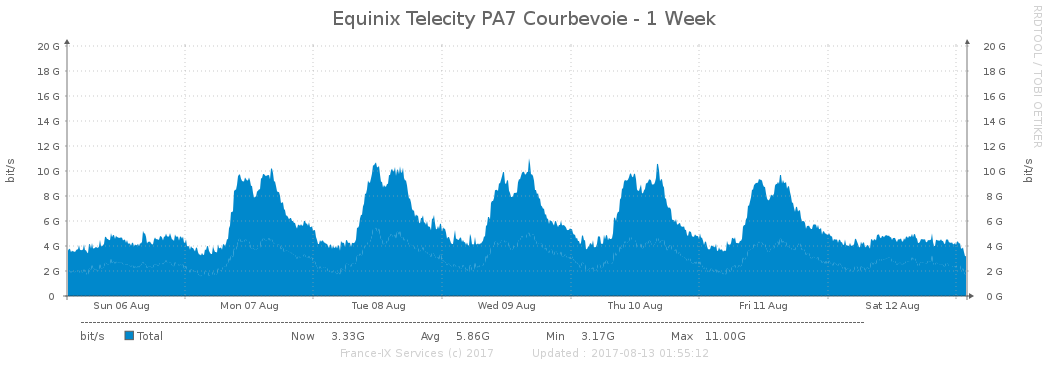 Equinix Telecity PA7 Courbevoie - 1 Week
RRDTOOL / TOBI OETIKER
20 G 20 G
18 G 18 G
16 G 16 G
14 G 14 G
12 G 12 G
10 G 10 G
8 G 8 G
6 G 6 G
4 G 4 G
2 G 2 G
0 0 G
bit/s bit/s
Sun 06 Aug Mon 07 Aug Tue 08 Aug Wed 09 Aug Thu 10 Aug Fri 11 Aug Sat 12 Aug
bit/s Total Now 3.33G Avg 5.86G Min 3.17G Max 11.00G
France-IX Services (c) 2017 Updated : 2017-08-13 01:55:12